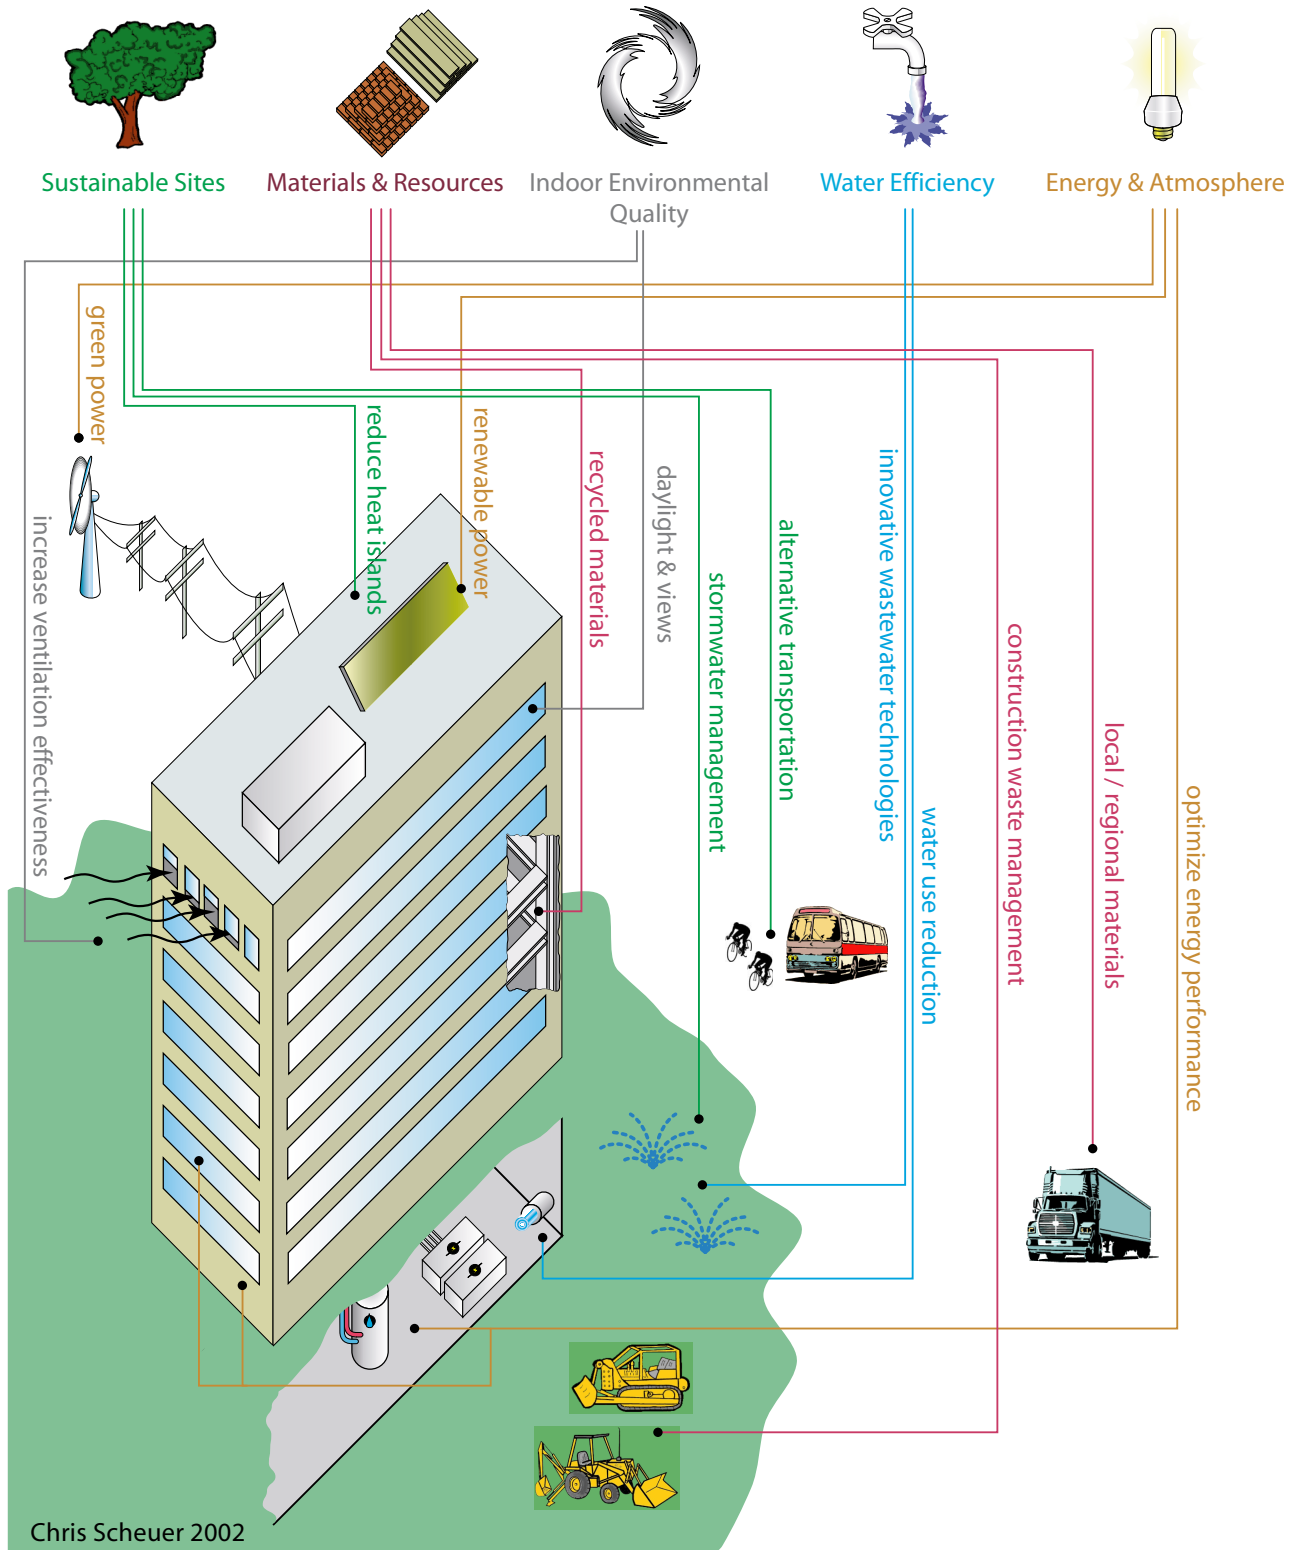 Sustainable Sites
Materials & Resources
Indoor Environmental
Quality
Water Efficiency
Energy & Atmosphere
green power
reduce heat islands
renewable power
recycled materials
daylight & views
increase ventilation effectiveness
stormwater management
alternative transportation
innovative wastewater technologies
water use reduction
construction waste management
local / regional materials
optimize energy performance
Chris Scheuer 2002